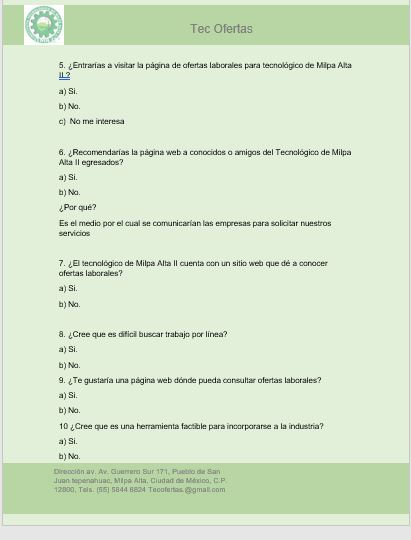 Tec Ofertas
5. ¿Entrarías a visitar la página de ofertas laborales para tecnológico de Milpa Alta
II.?
a) Si.
b) No.
c) No me interesa
6. ¿Recomendarías la página web a conocidos o amigos del Tecnológico de Milpa
Alta II egresados?
a) Si.
b) No.
¿Por qué?
Es el medio por el cual se comunicarían las empresas para solicitar nuestros
servicios
7. ¿El tecnológico de Milpa Alta II cuenta con un sitio web que dé a conocer
ofertas laborales?
a) Si.
b) No.
8. ¿Cree que es difícil buscar trabajo por línea?
a) Si.
b) No.
9. ¿Te gustaría una página web dónde pueda consultar ofertas laborales?
a) Si.
b) No.
10 ¿Cree que es una herramienta factible para incorporarse a la industria?
a) Si.
b) No.
Dirección av. Av. Guerrero Sur 171, Pueblo de San
Juan tepenahuac, Milpa Alta, Ciudad de México, C.P.
12800, Tels. (55) 5844 6824 Tecofertas.@gmail.com